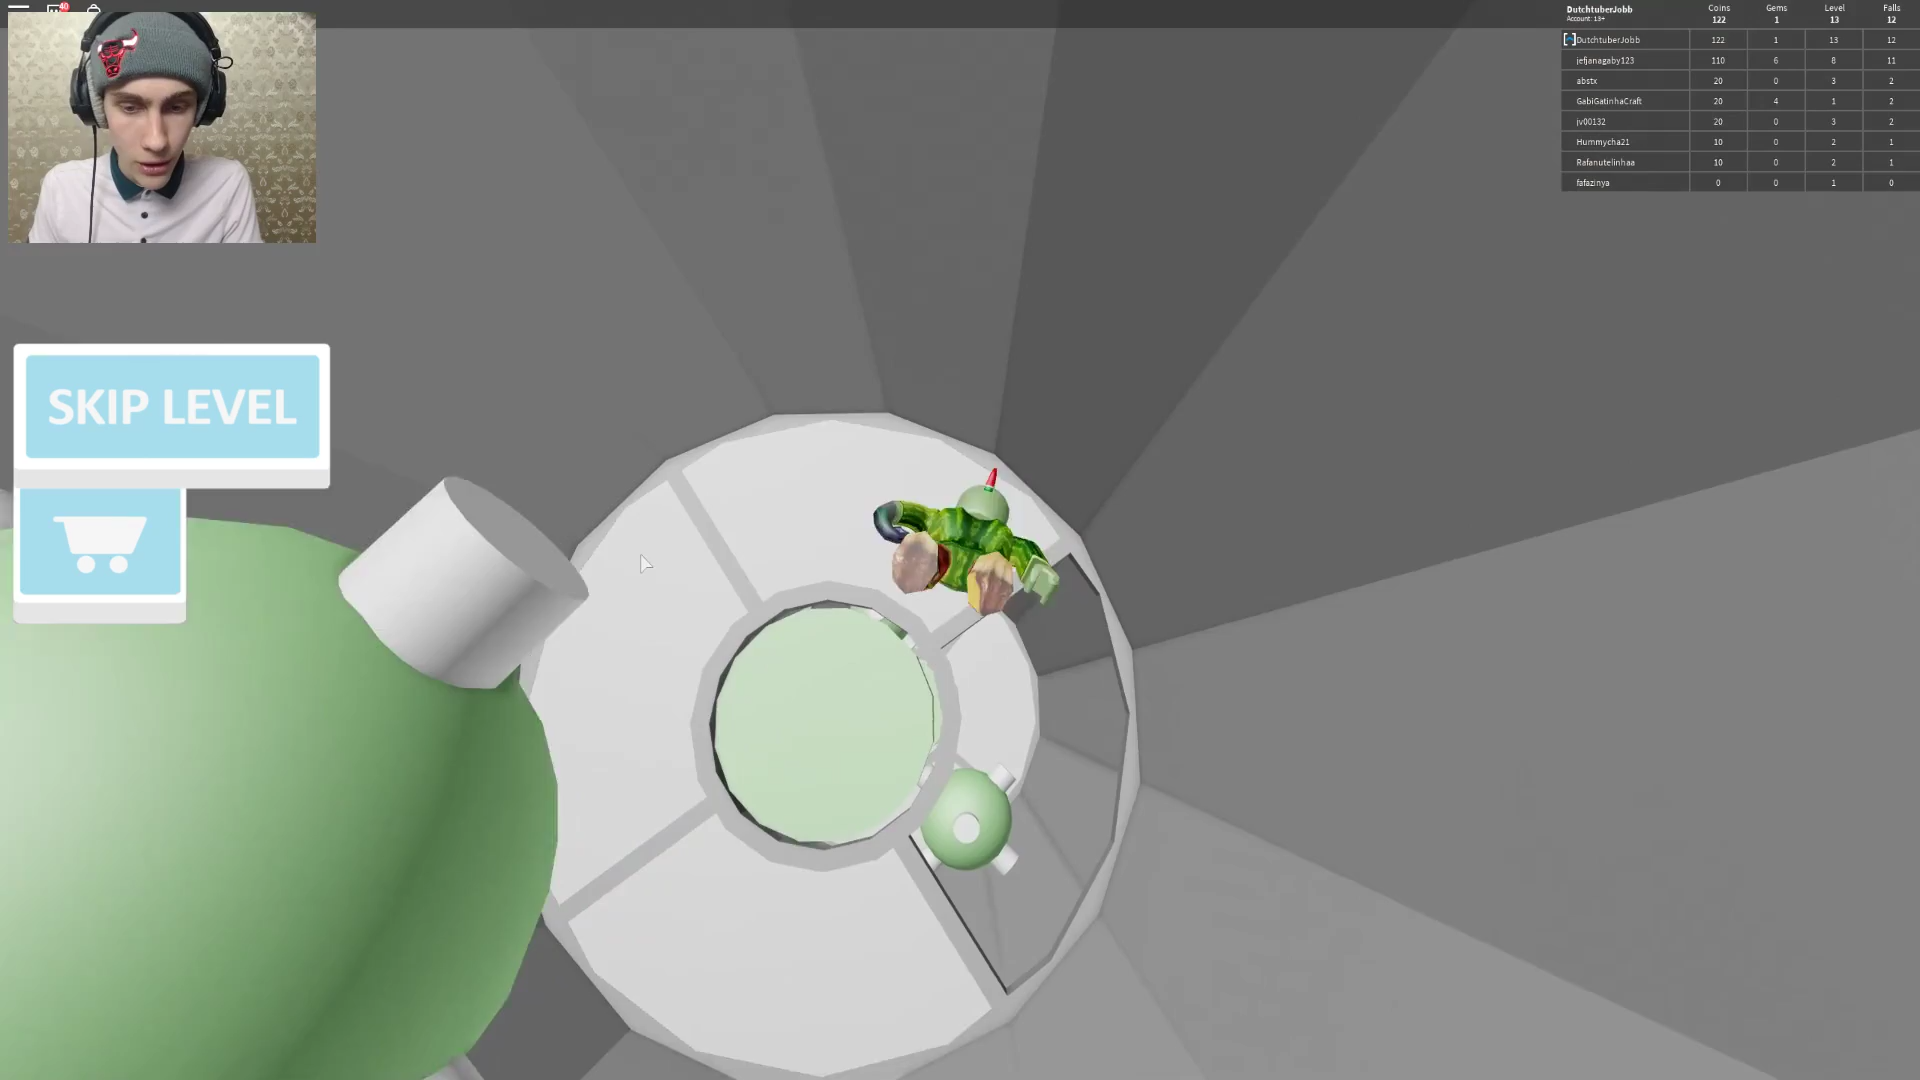 40
DutchtuberJobb Coins Gems Level Falls
Account: 13+ 122 1 13 12
DutchtuberJobb 122 1 13 12
jefjanagaby123 110 6 8 11
abstx 20 0 3 2
GabiGatinhaCraft 20 4 1 2
jv00132 20 0 3 2
Hummycha21 10 0 2 1
Rafanutelinhaa 10 0 2 1
fafazinya 0 0 1 0
SKIP LEVEL